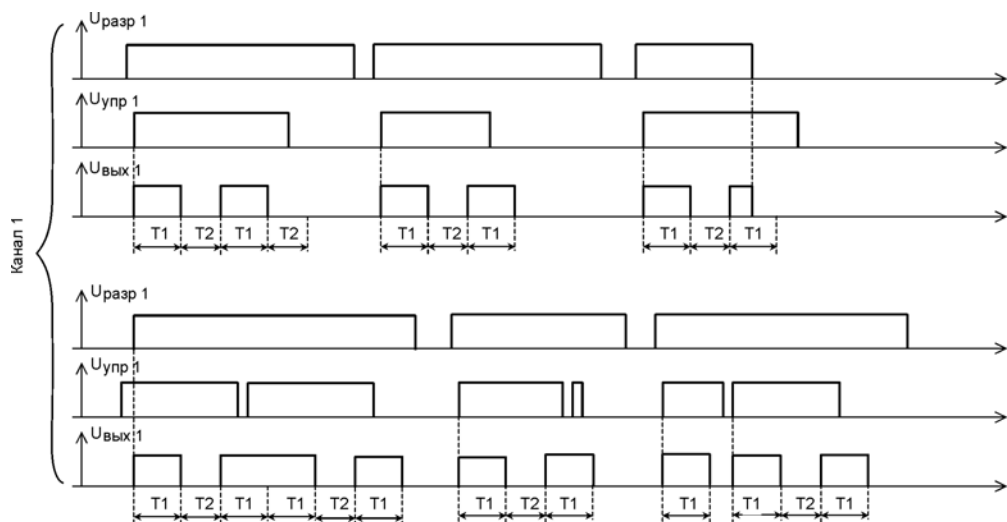 Канал 1
Uразр 1
Uупр 1
Uвых 1
T1 T2 T1 T2 T1 T2 T1 T1 T2 T1
Uразр 1
Uупр 1
Uвых 1
T1 T2 T1 T1 T2 T1 T1 T2 T1 T1 T1 T2 T1